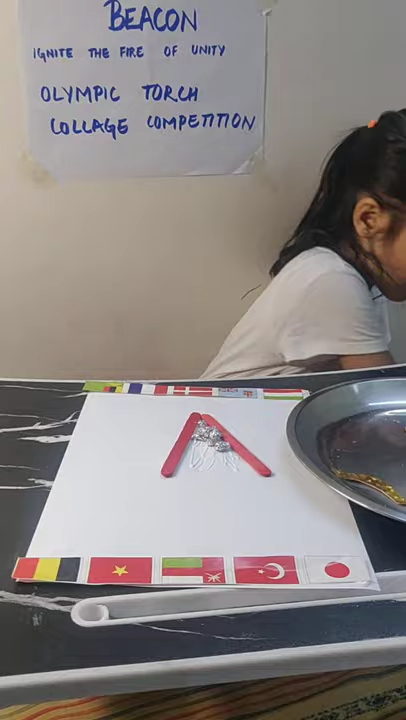 BEACON
IGNITE THE FIRE OF UNITY
OLYMPIC TORCH
COLLAGE COMPETITION